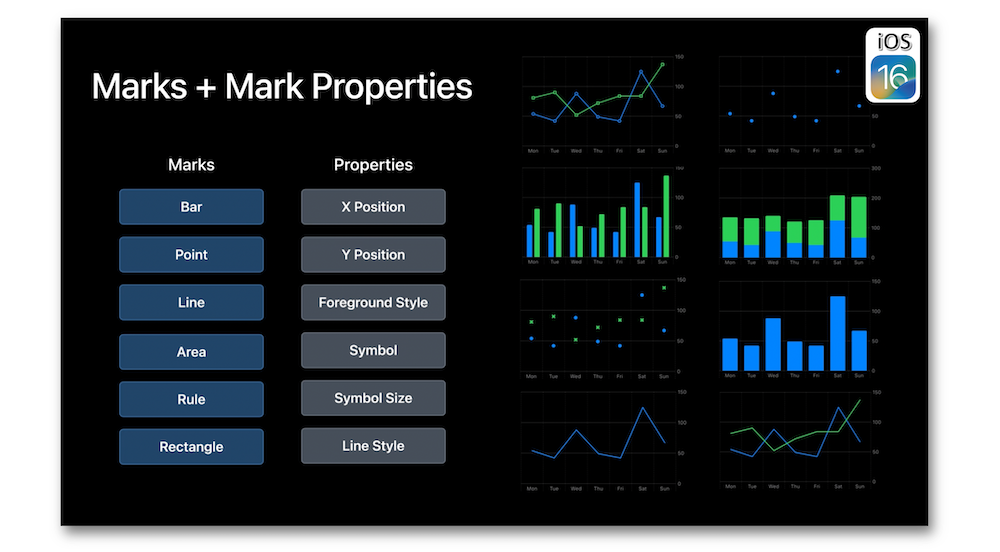 iOS
16
Marks + Mark Properties
Marks
Properties
Bar
X Position
Point
Y Position
Line
Foreground Style
Area
Symbol
Rule
Symbol Size
Rectangle
Line Style
150
100
50
0
Mon Tue Wed Thu Fri Sat Sun
50
0
Mon Tue Wed Thu Fri Sat Sun
150
100
50
0
Mon Tue Wed Thu Fri Sat Sun
300
200
100
0
Mon Tue Wed Thu Fri Sat Sun
150
100
50
0
Mon Tue Wed Thu Fri Sat Sun
150
100
50
0
Mon Tue Wed Thu Fri Sat Sun
150
100
50
0
Mon Tue Wed Thu Fri Sat Sun
150
100
50
0
Mon Tue Wed Thu Fri Sat Sun